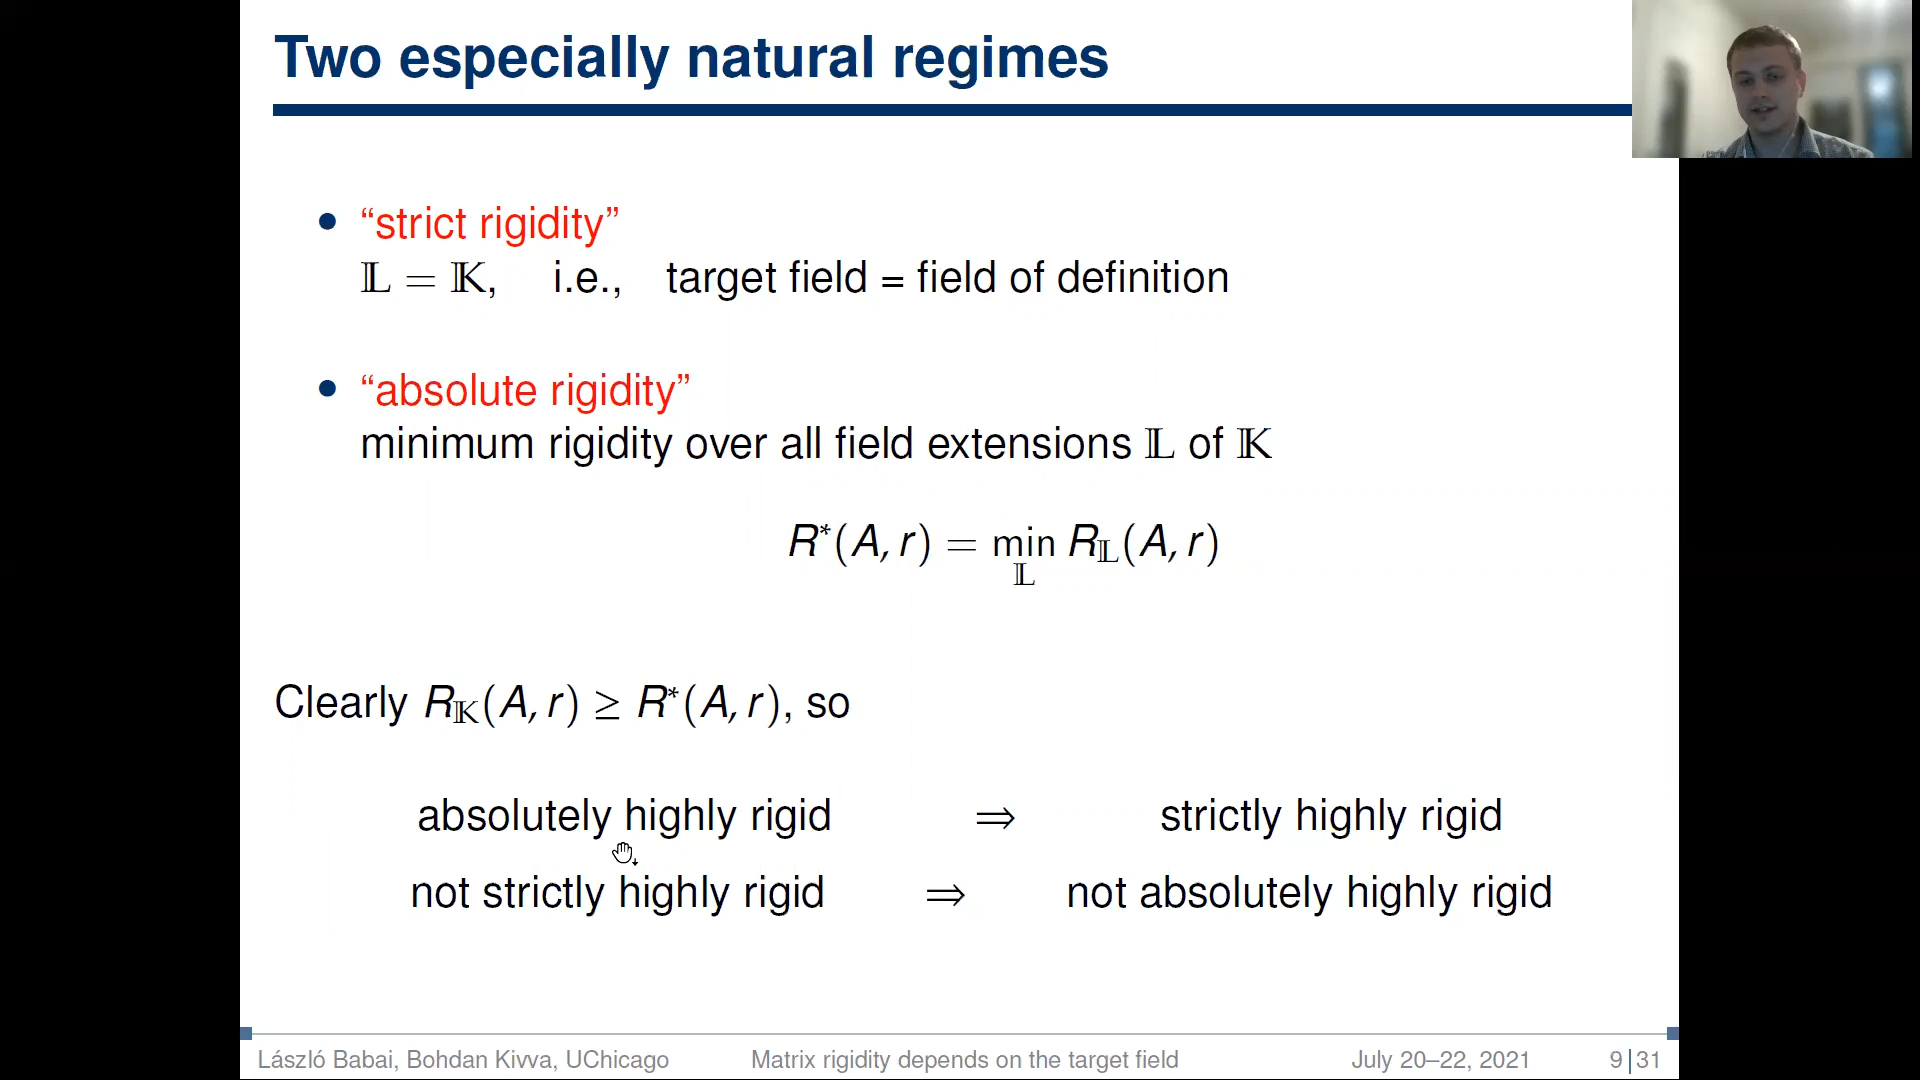 Two especially natural regimes
• “strict rigidity”
𝕃 = 𝕂, i.e., target field = field of definition
• “absolute rigidity”
minimum rigidity over all field extensions 𝕃 of 𝕂
R*(A, r) = min R𝕃(A, r)
𝕃
Clearly R𝕂(A, r) ≥ R*(A, r), so
absolutely highly rigid ⇒ strictly highly rigid
not strictly highly rigid ⇒ not absolutely highly rigid
László Babai, Bohdan Kivva, UChicago Matrix rigidity depends on the target field July 20–22, 2021 9|31